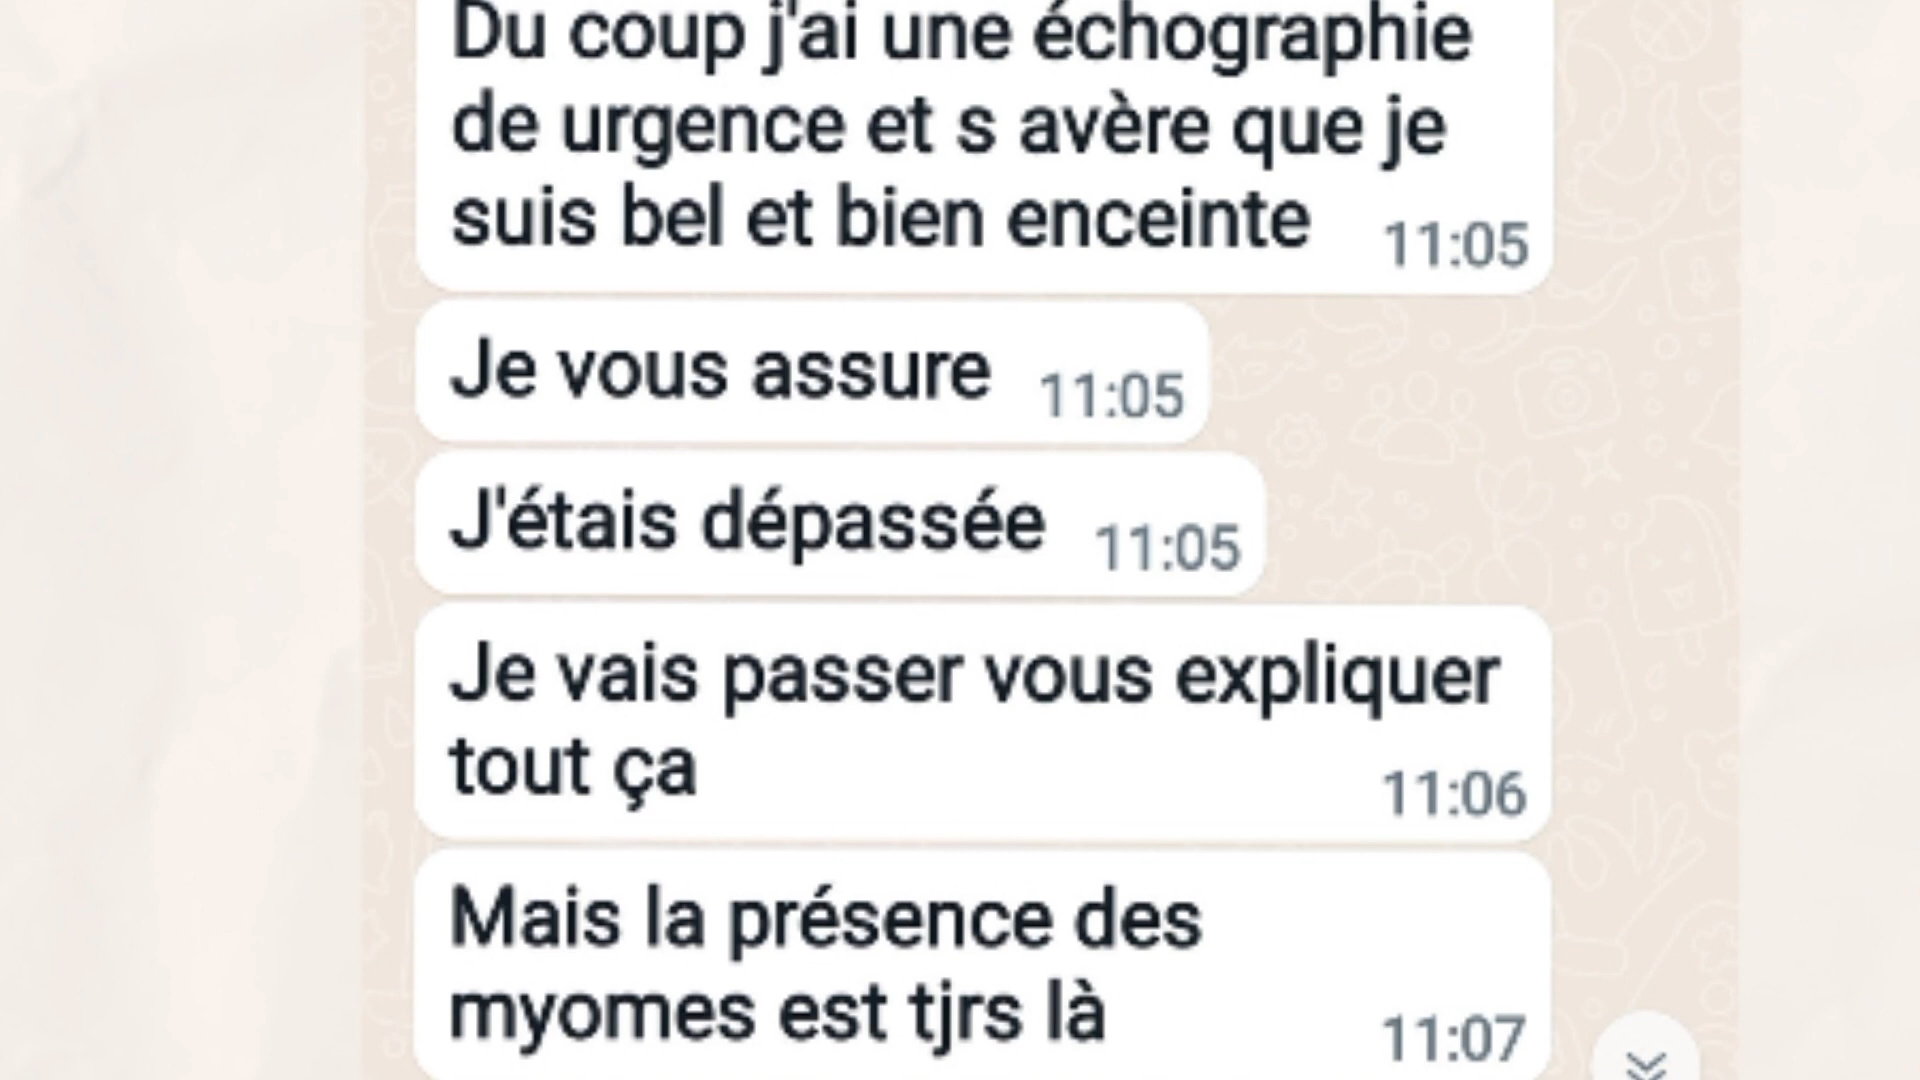 Du coup j'ai une échographie
de urgence et s avère que je
suis bel et bien enceinte 11:05
Je vous assure 11:05
J'étais dépassée 11:05
Je vais passer vous expliquer
tout ça 11:06
Mais la présence des
myomes est tjrs là 11:07